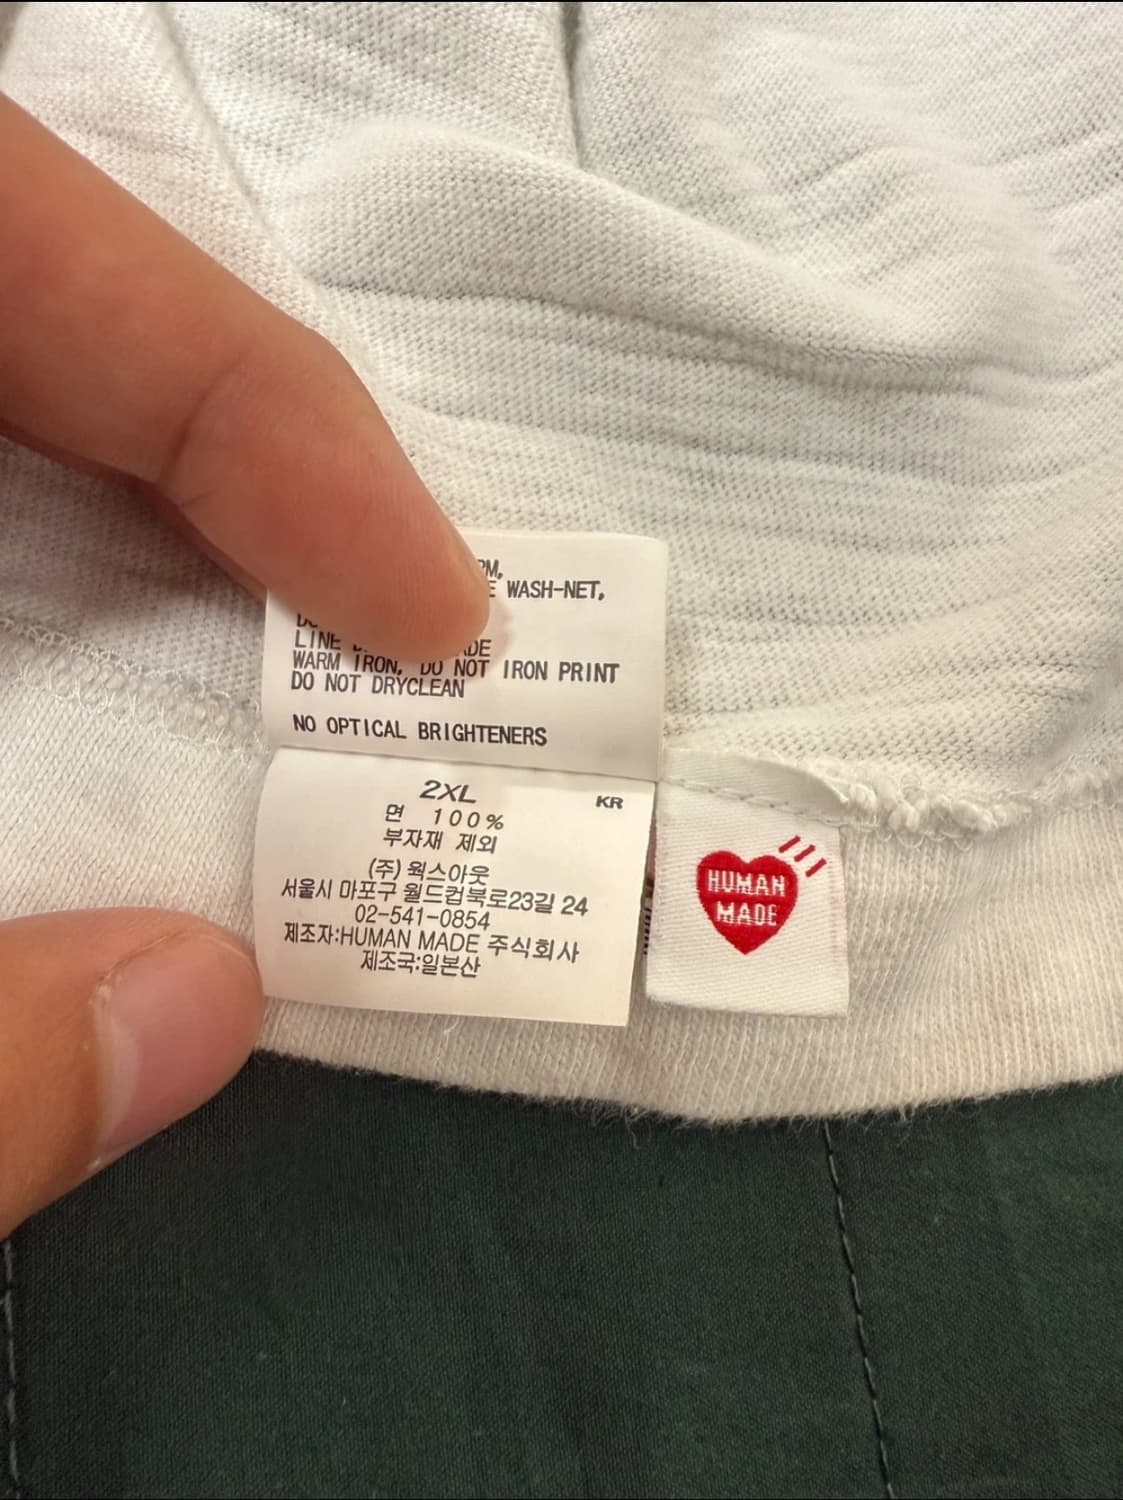 WASH-NET,
LINE
WARM IRON, DO NOT IRON PRINT
DO NOT DRYCLEAN
NO OPTICAL BRIGHTENERS
2XL
KR
면 100%
부자재 제외
(주) 웍스아웃
서울시 마포구 월드컵북로23길 24
02-541-0854
제조자:HUMAN MADE 주식회사
제조국:일본산
HUMAN
MADE